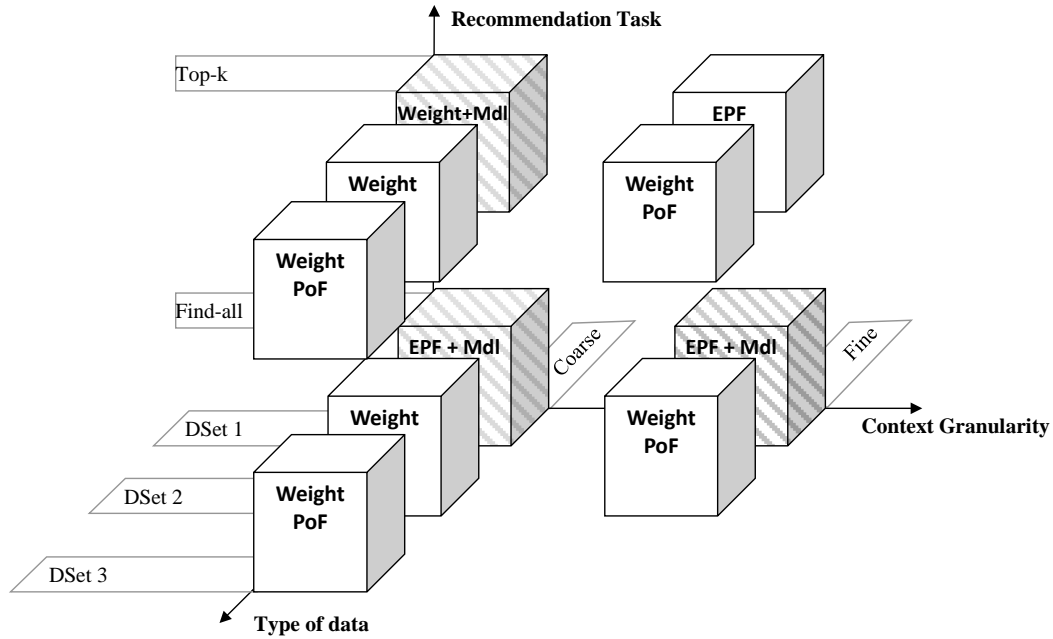 Recommendation Task
Top-k
Weight+Mdl
EPF
Weight
Weight
PoF
Weight
PoF
Find-all
EPF + Mdl
Coarse
EPF + Mdl
Fine
DSet 1
Weight
Weight
PoF
Context Granularity
DSet 2
Weight
PoF
DSet 3
Type of data